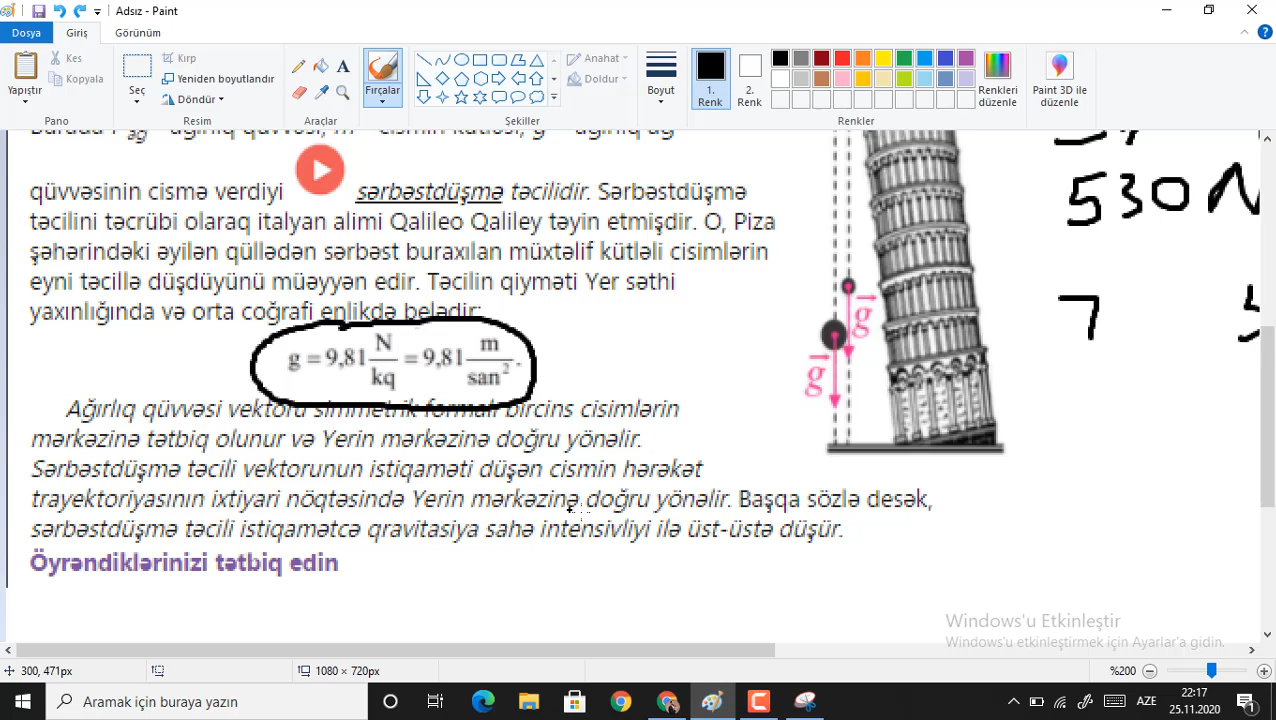 Adsız - Paint
Dosya Giriş Görünüm
Yapıştır
Kes
Kopyala
Pano
Seç
Kırp
Yeniden boyutlandır
Döndür
Resim
A
Araçlar
Fırçalar
Anahat
Doldur
Şekiller
Boyut
1. Renk
2. Renk
Renkleri düzenle
Renkler
Paint 3D ile düzenle
qüvvəsinin cismə verdiyi sərbəstdüşmə təcilidir. Sərbəstdüşmə
təcilini təcrübi olaraq italyan alimi Qalileo Qaliley təyin etmişdir. O, Piza
şəhərindəki əyilən qüllədən sərbəst buraxılan müxtəlif kütləli cisimlərin
eyni təcillə düşdüyünü müəyyən edir. Təcilin qiyməti Yer səthi
yaxınlığında və orta coğrafi enlikdə belədir:
g = 9,81 N/kq = 9,81 m/san².
Ağırlıq qüvvəsi vektoru simmetrik formalı bircins cisimlərin
mərkəzinə tətbiq olunur və Yerin mərkəzinə doğru yönəlir.
Sərbəstdüşmə təcili vektorunun istiqaməti düşən cismin hərəkət
trayektoriyasının ixtiyari nöqtəsində Yerin mərkəzinə doğru yönəlir. Başqa sözlə desək,
sərbəstdüşmə təcili istiqamətcə qravitasiya sahə intensivliyi ilə üst-üstə düşür.
Öyrəndiklərinizi tətbiq edin
g
g
530 N
7
Windows'u Etkinleştir
Windows'u etkinleştirmek için Ayarlar'a gidin.
300, 471px
1080 × 720px
%200
Aramak için buraya yazın
AZE
22:17
25.11.2020
1